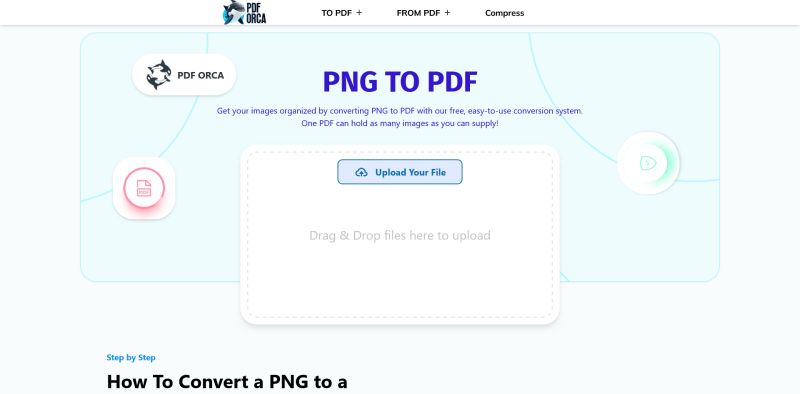 PDF
ORCA
TO PDF +
FROM PDF +
Compress
PDF ORCA
PNG TO PDF
Get your images organized by converting PNG to PDF with our free, easy-to-use conversion system.
One PDF can hold as many images as you can supply!
PDF
Upload Your File
Drag & Drop files here to upload
Step by Step
How To Convert a PNG to a